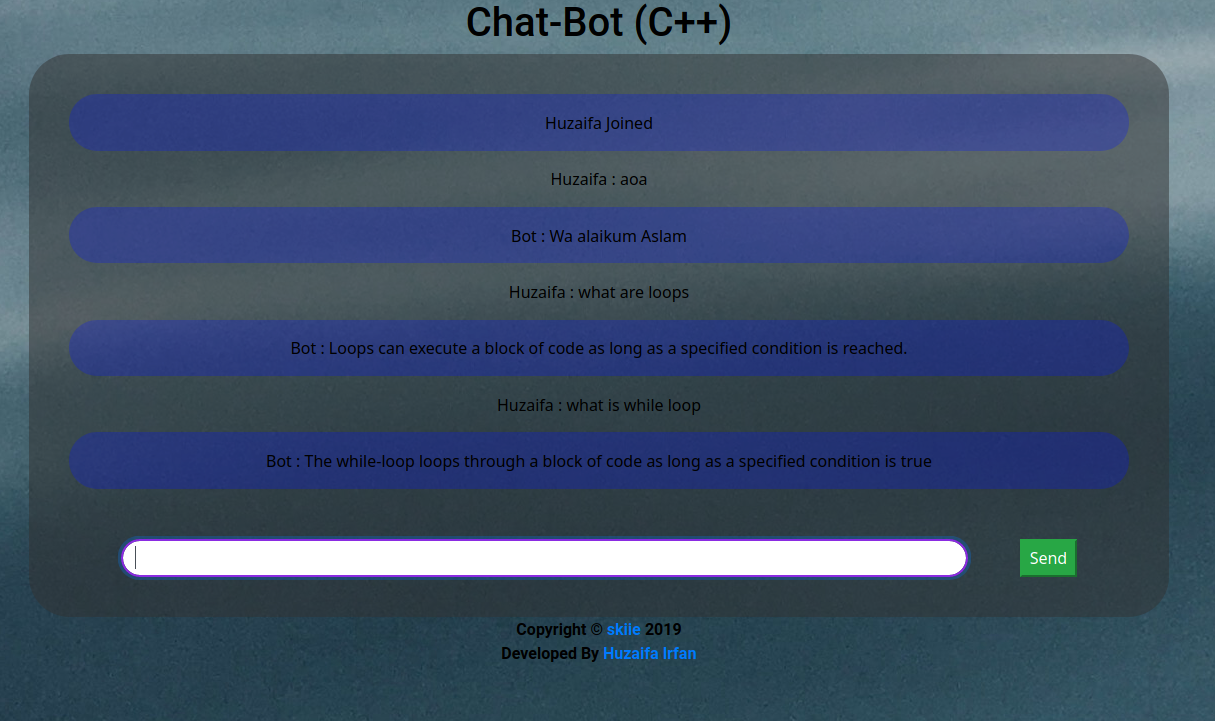 Chat-Bot (C++)
Huzaifa Joined
Huzaifa : aoa
Bot : Wa alaikum Aslam
Huzaifa : what are loops
Bot : Loops can execute a block of code as long as a specified condition is reached.
Huzaifa : what is while loop
Bot : The while-loop loops through a block of code as long as a specified condition is true
Send
Copyright © skiie 2019
Developed By Huzaifa Irfan